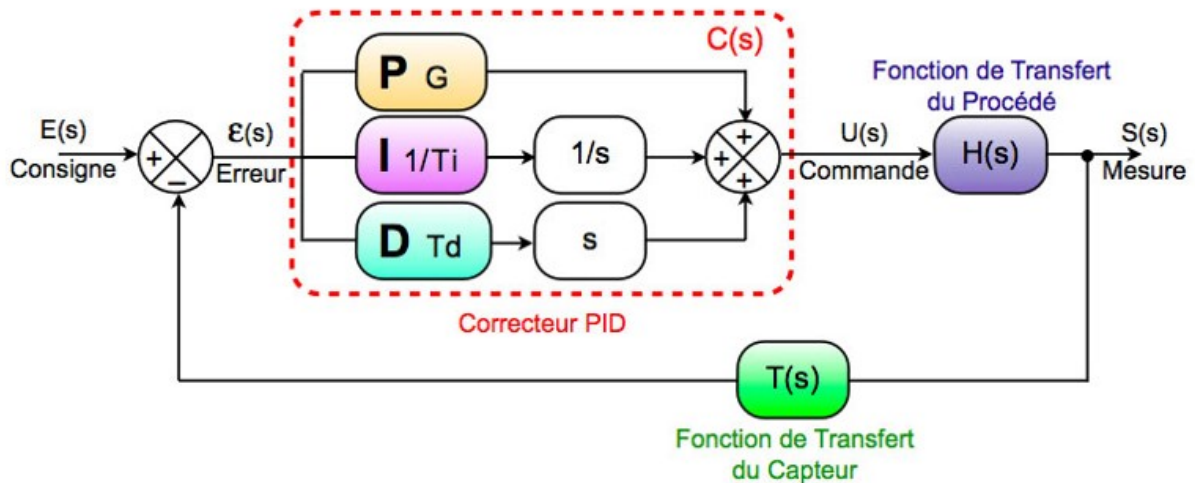 C(s)
P G
Fonction de Transfert
du Procédé
E(s)
Consigne
+
−
ε(s)
Erreur
I 1/Ti
1/s
+
+
+
U(s)
Commande
H(s)
S(s)
Mesure
D Td
s
Correcteur PID
T(s)
Fonction de Transfert
du Capteur